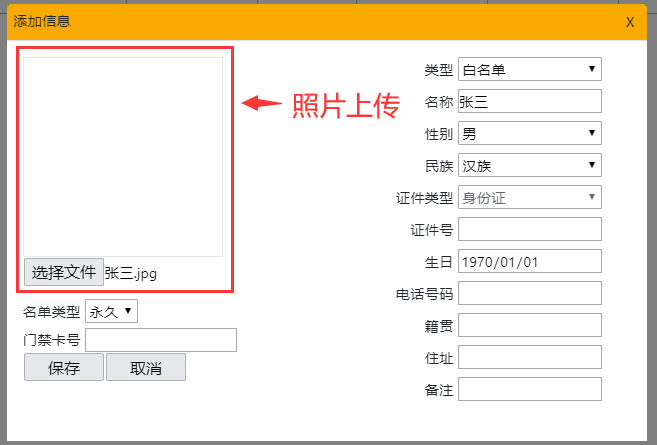 添加信息 X
照片上传
选择文件 张三.jpg
名单类型 永久
门禁卡号
保存 取消
类型 白名单
名称 张三
性别 男
民族 汉族
证件类型 身份证
证件号
生日 1970/01/01
电话号码
籍贯
住址
备注